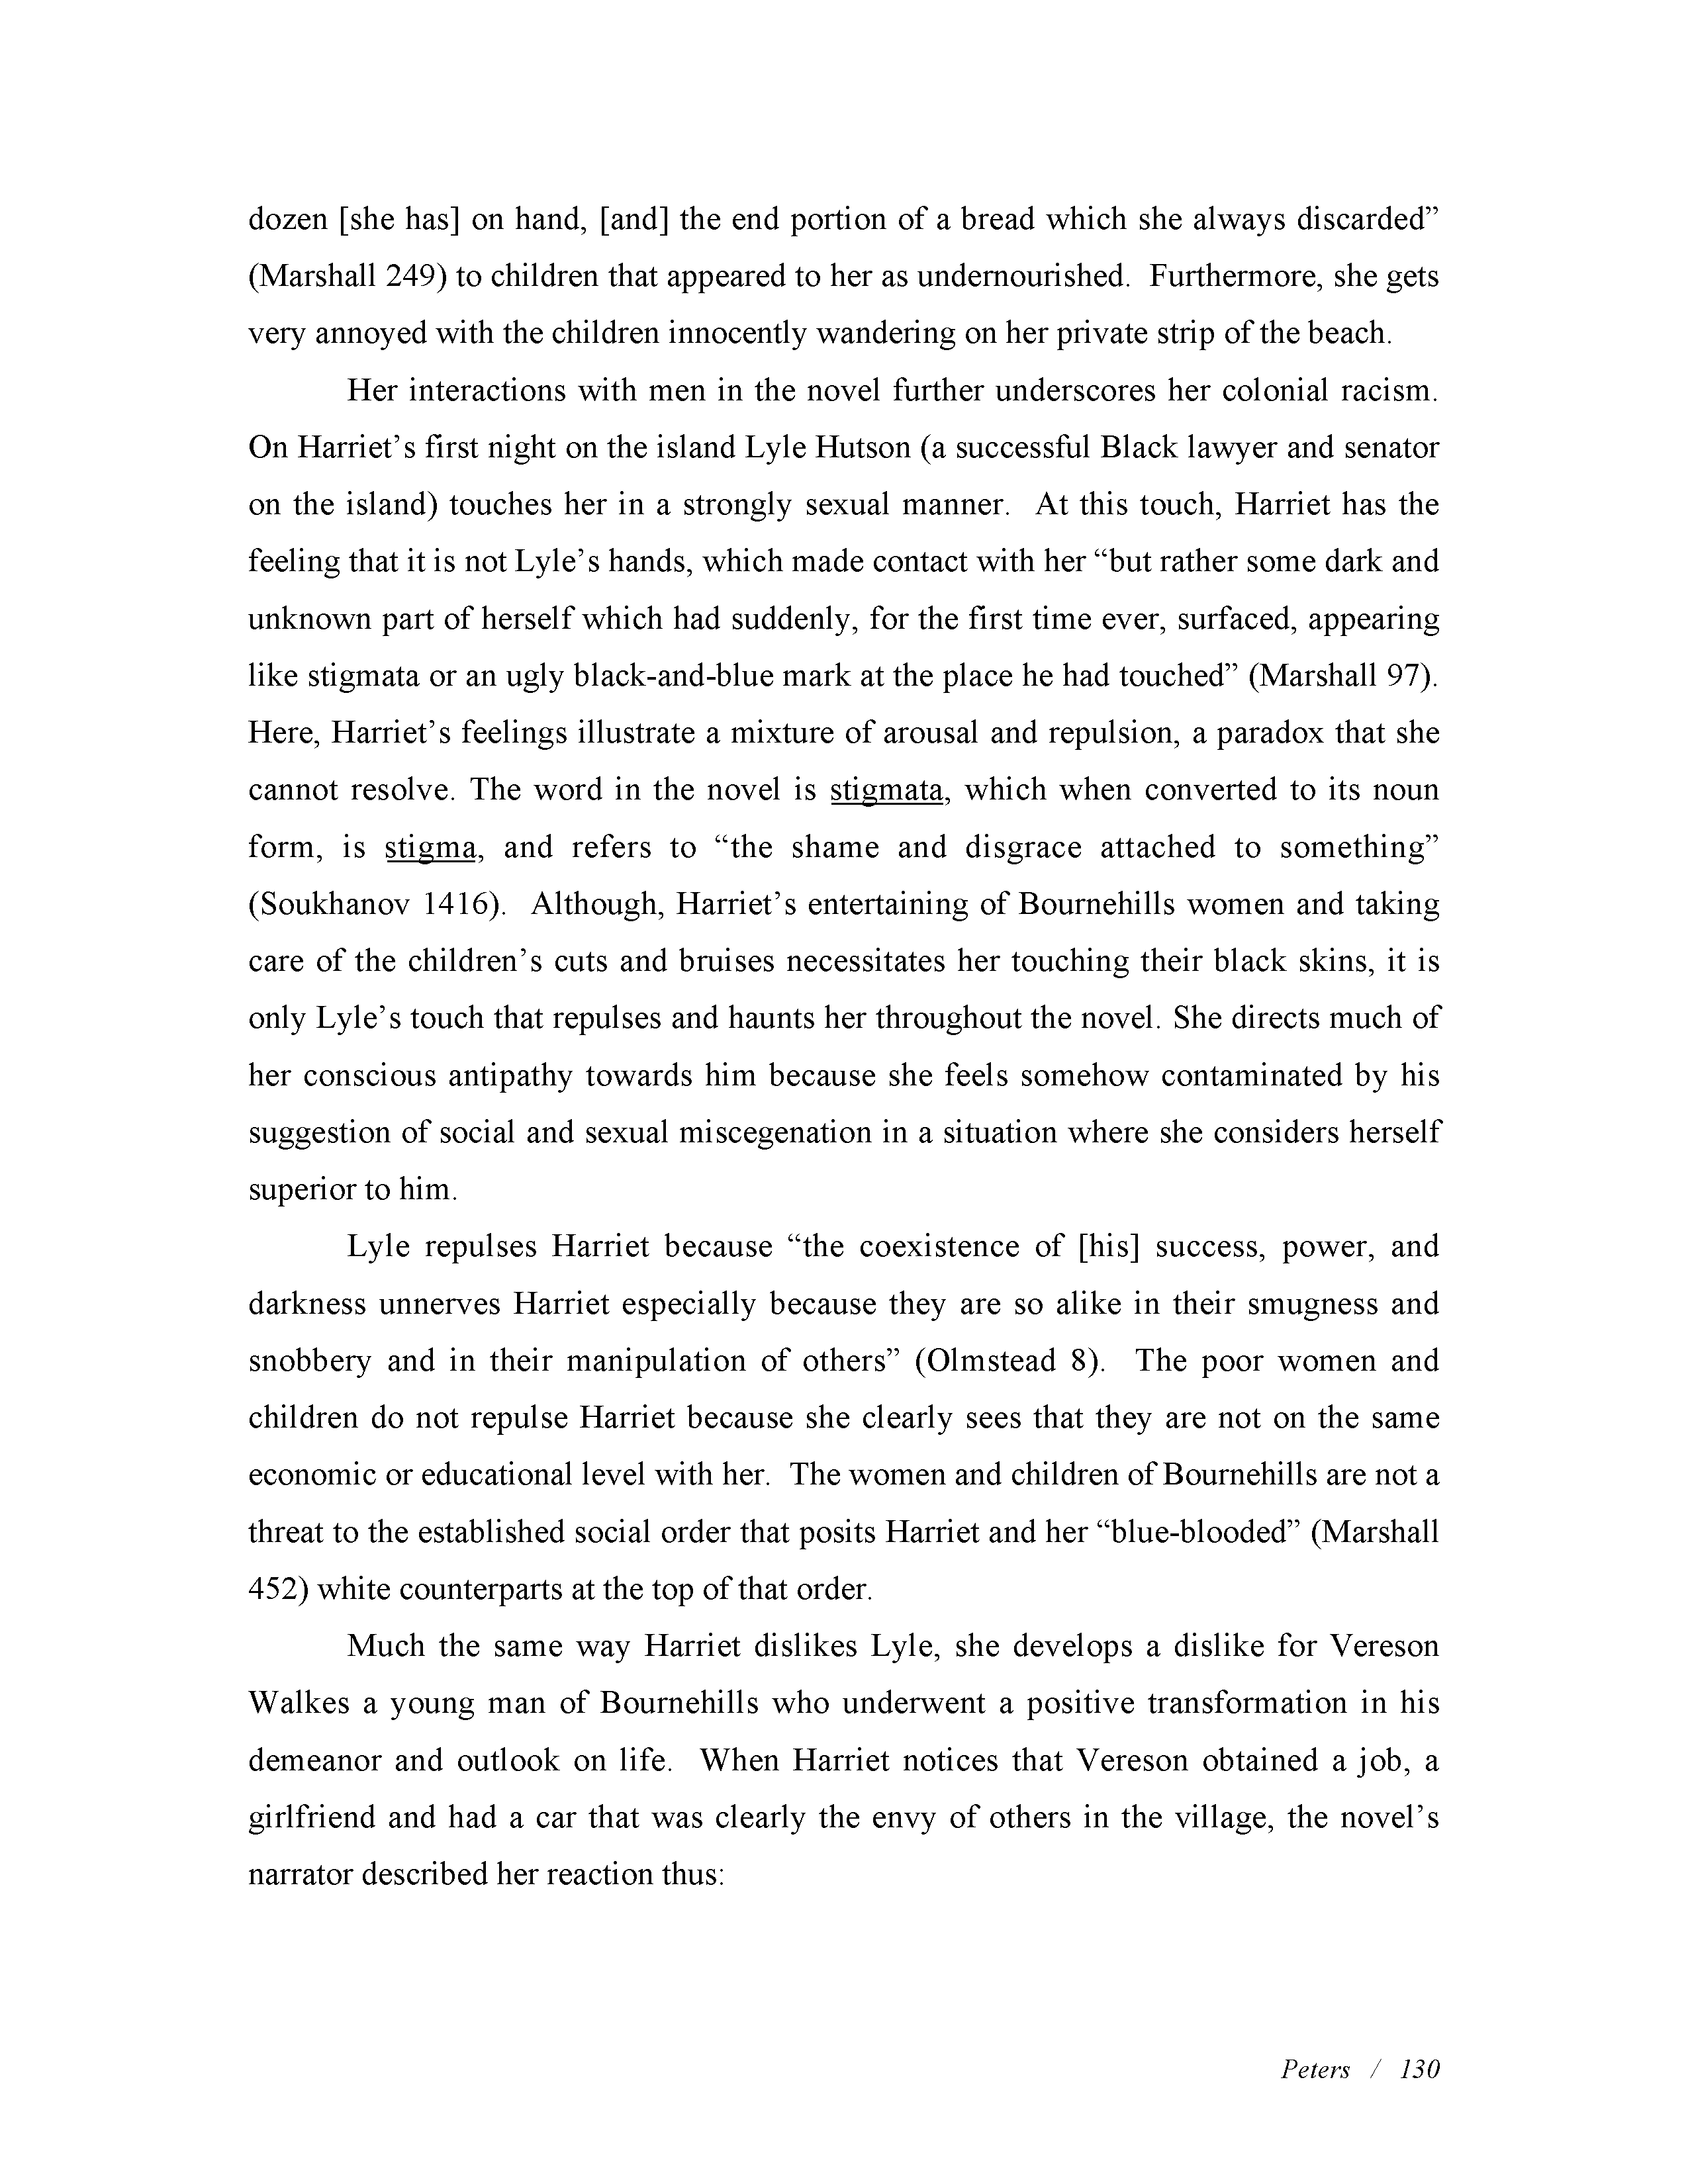 dozen [she has] on hand, [and] the end portion of a bread which she always discarded”
(Marshall 249) to children that appeared to her as undernourished.  Furthermore, she gets
very annoyed with the children innocently wandering on her private strip of the beach.
Her interactions with men in the novel further underscores her colonial racism.
On Harriet’s first night on the island Lyle Hutson (a successful Black lawyer and senator
on the island) touches her in a strongly sexual manner.  At this touch, Harriet has the
feeling that it is not Lyle’s hands, which made contact with her “but rather some dark and
unknown part of herself which had suddenly, for the first time ever, surfaced, appearing
like stigmata or an ugly black-and-blue mark at the place he had touched” (Marshall 97).
Here, Harriet’s feelings illustrate a mixture of arousal and repulsion, a paradox that she
cannot resolve. The word in the novel is stigmata, which when converted to its noun
form, is stigma, and refers to “the shame and disgrace attached to something”
(Soukhanov 1416).  Although, Harriet’s entertaining of Bournehills women and taking
care of the children’s cuts and bruises necessitates her touching their black skins, it is
only Lyle’s touch that repulses and haunts her throughout the novel. She directs much of
her conscious antipathy towards him because she feels somehow contaminated by his
suggestion of social and sexual miscegenation in a situation where she considers herself
superior to him.
Lyle repulses Harriet because “the coexistence of [his] success, power, and
darkness unnerves Harriet especially because they are so alike in their smugness and
snobbery and in their manipulation of others” (Olmstead 8).  The poor women and
children do not repulse Harriet because she clearly sees that they are not on the same
economic or educational level with her.  The women and children of Bournehills are not a
threat to the established social order that posits Harriet and her “blue-blooded” (Marshall
452) white counterparts at the top of that order.
Much the same way Harriet dislikes Lyle, she develops a dislike for Vereson
Walkes a young man of Bournehills who underwent a positive transformation in his
demeanor and outlook on life.  When Harriet notices that Vereson obtained a job, a
girlfriend and had a car that was clearly the envy of others in the village, the novel’s
narrator described her reaction thus:
Peters / 130